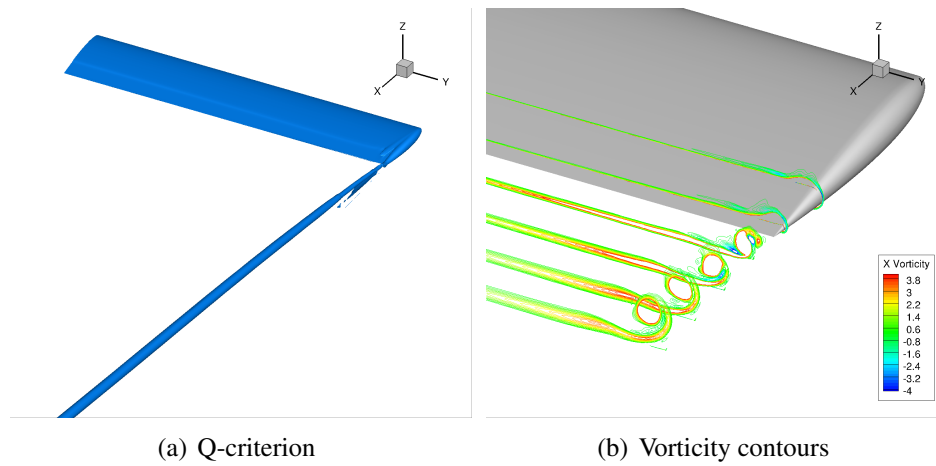 Z
Y
X
Z
Y
X
X Vorticity
3.8
3
2.2
1.4
0.6
-0.8
-1.6
-2.4
-3.2
-4
(a) Q-criterion
(b) Vorticity contours